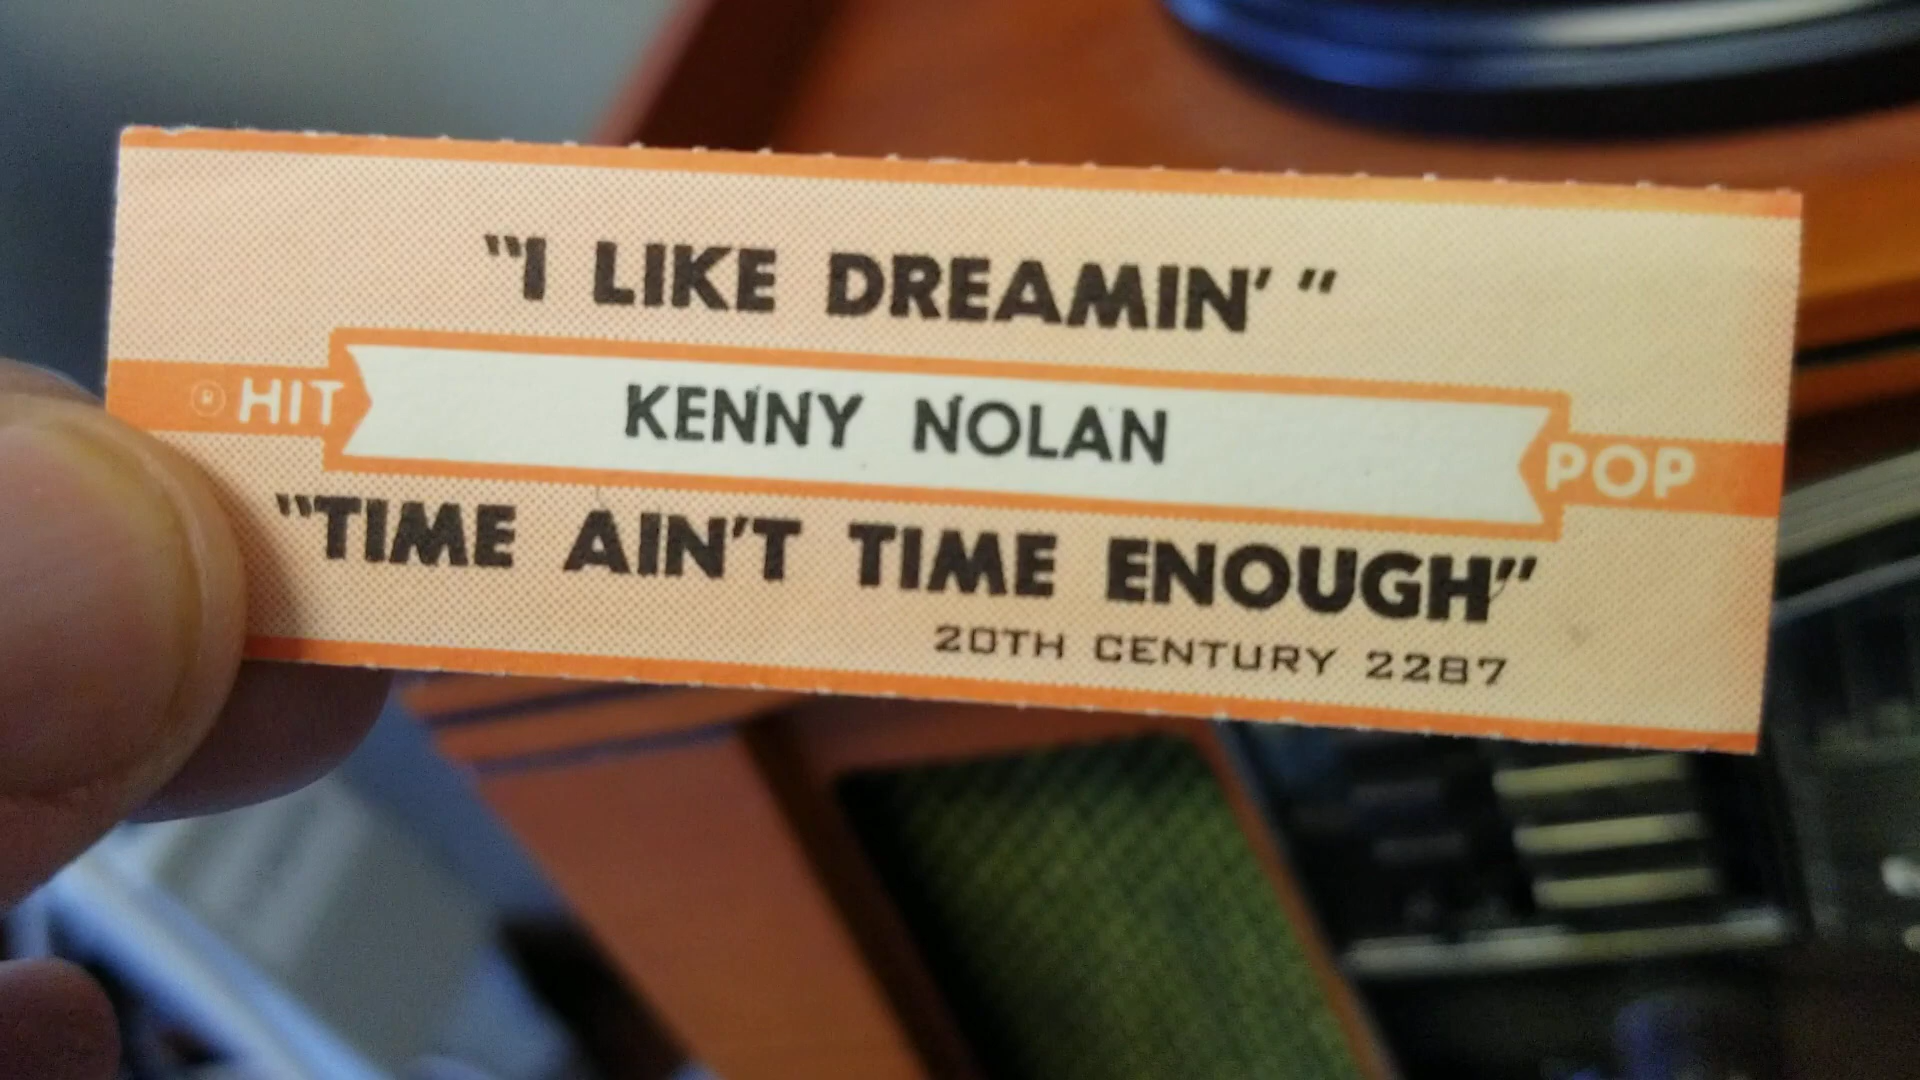 "I LIKE DREAMIN' "
® HIT KENNY NOLAN POP
"TIME AIN'T TIME ENOUGH"
20TH CENTURY 2287